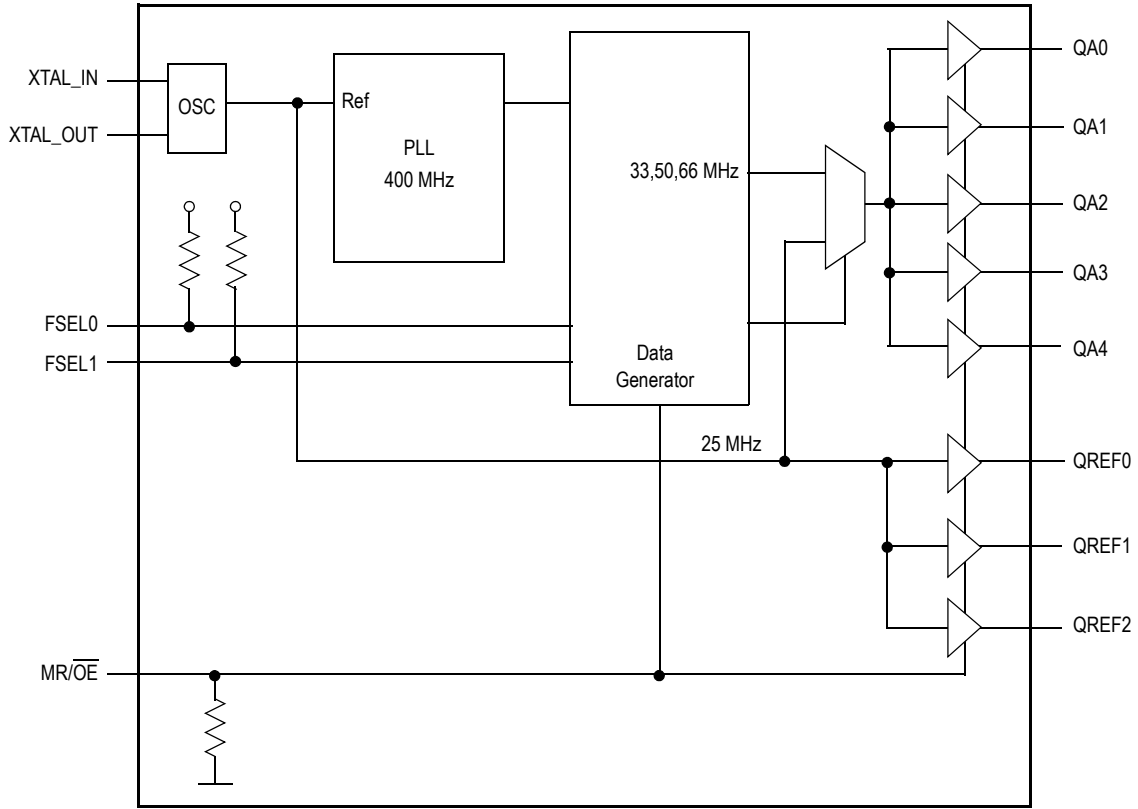 XTAL_IN
XTAL_OUT
OSC
Ref
PLL
400 MHz
33,50,66 MHz
FSEL0
FSEL1
Data
Generator
25 MHz
MR/OE
QA0
QA1
QA2
QA3
QA4
QREF0
QREF1
QREF2